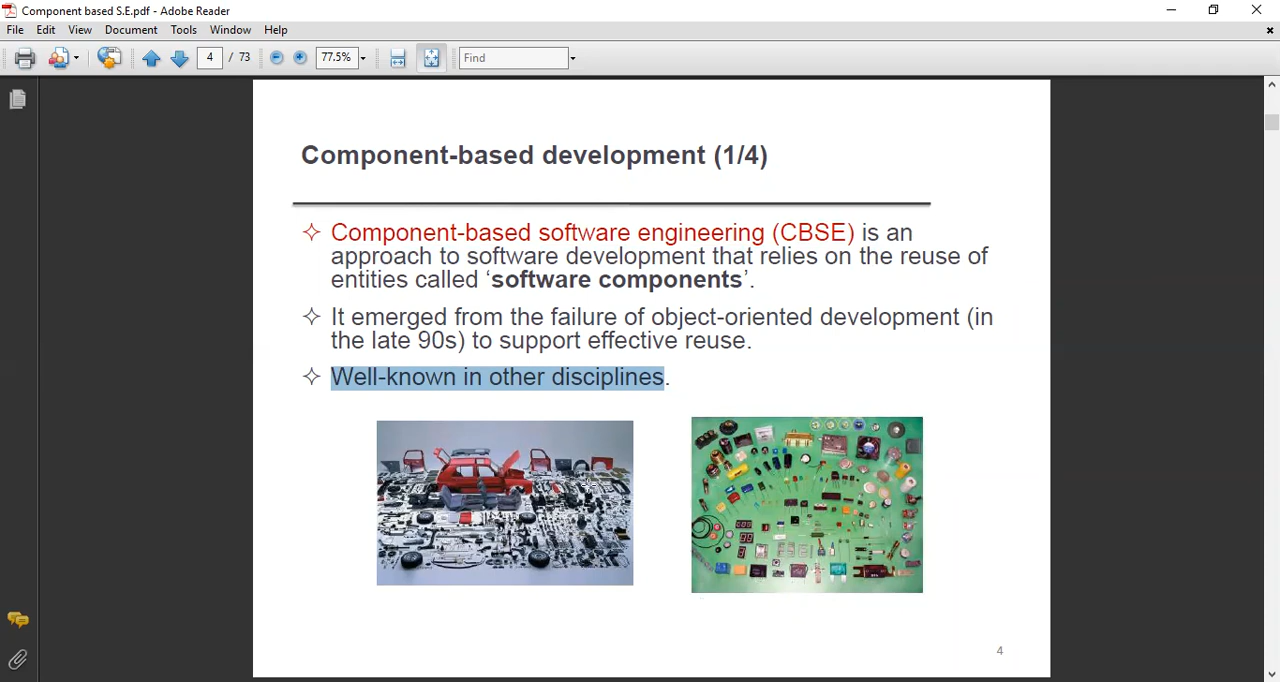 Component based S.E.pdf - Adobe Reader
File Edit View Document Tools Window Help
4 / 73 77.5% Find
Component-based development (1/4)
Component-based software engineering (CBSE) is an
approach to software development that relies on the reuse of
entities called ‘software components’.
It emerged from the failure of object-oriented development (in
the late 90s) to support effective reuse.
Well-known in other disciplines.
4